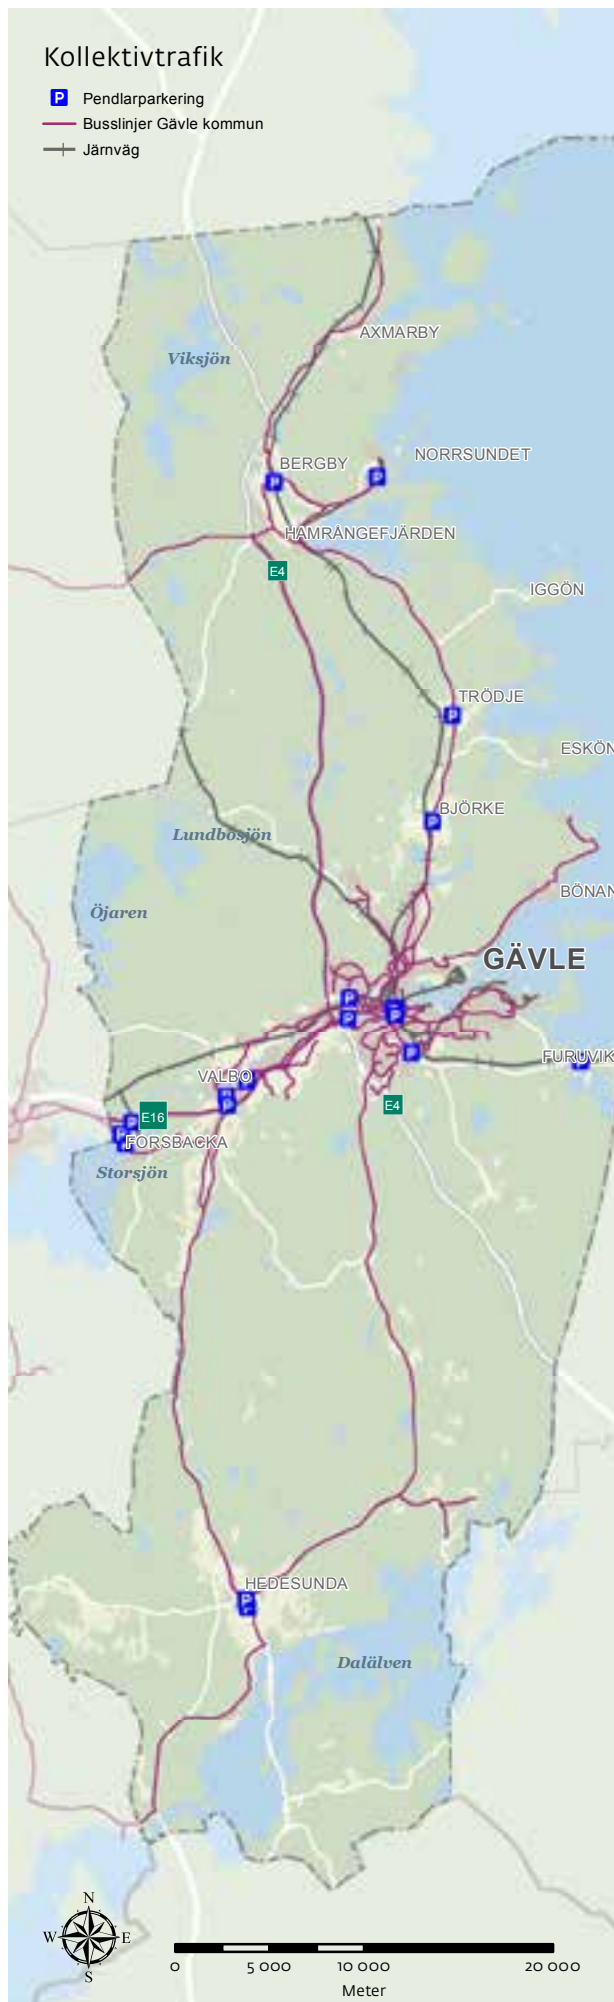 Kollektivtrafik
P Pendlarparkering
Busslinjer Gävle kommun
Järnväg
AXMARBY
Viksjön
NORRSUNDET
BERGBY
P
P
HAMRÅNGEFJÄRDEN
E4
IGGÖN
TRÖDJE
P
ESKÖN
BJÖRKE
P
Lundbosjön
BÖNAN
Öjaren
GÄVLE
P
P
P
P
FURUVIK
P
VALBO
P
E16
E4
P
FORSBACKA
Storsjön
HEDESUNDA
P
Dalälven
N
W E
S
0 5 000 10 000 20 000
Meter